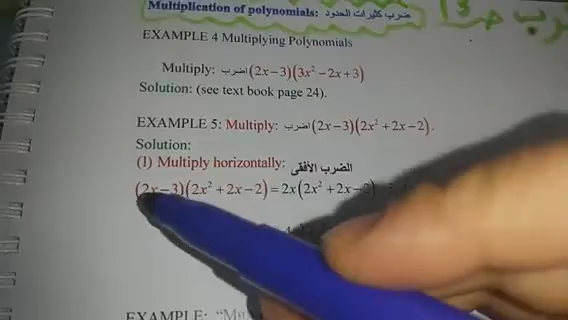 Multiplication of polynomials: ضرب كثيرات الحدود
EXAMPLE 4 Multiplying Polynomials
Multiply: اضرب (2x−3)(3x²−2x+3)
Solution: (see text book page 24).
EXAMPLE 5: Multiply: اضرب (2x−3)(2x²+2x−2).
Solution:
(1) Multiply horizontally: الضرب الأفقى
(2x−3)(2x²+2x−2)=2x(2x²+2x−2)
EXAMPLE: